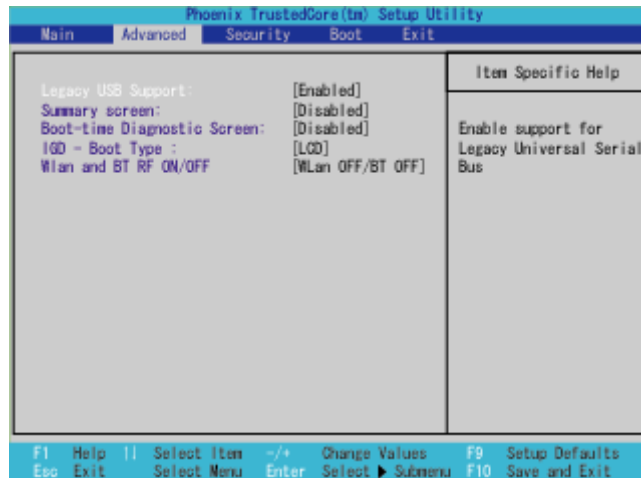 Phoenix TrustedCore(tm) Setup Utility
Main Advanced Security Boot Exit
Item Specific Help
Legacy USB Support: [Enabled]
Summary screen: [Disabled]
Boot-time Diagnostic Screen: [Disabled]
IGD - Boot Type : [LCD]
Wlan and BT RF ON/OFF [WLan OFF/BT OFF]
Enable support for
Legacy Universal Serial
Bus
F1 Help ↑↓ Select Item -/+ Change Values F9 Setup Defaults
Esc Exit Select Menu Enter Select ▶ Submenu F10 Save and Exit